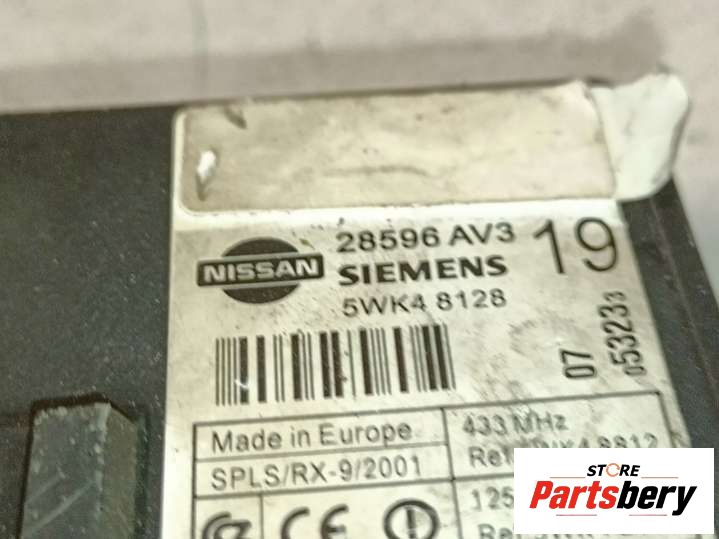 28596 AV3 19
NISSAN SIEMENS
5WK4 8128
07
053233
Made in Europe
433 MHz
SPLS/RX-9/2001
CE
125
STORE
Partsbery